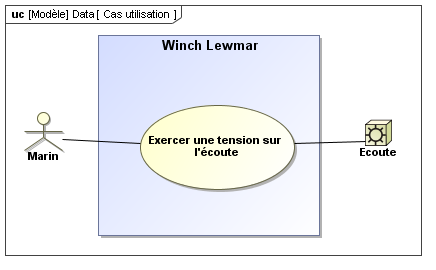 uc [Modèle] Data [ Cas utilisation ]
Winch Lewmar
Exercer une tension sur
l'écoute
Marin
Ecoute